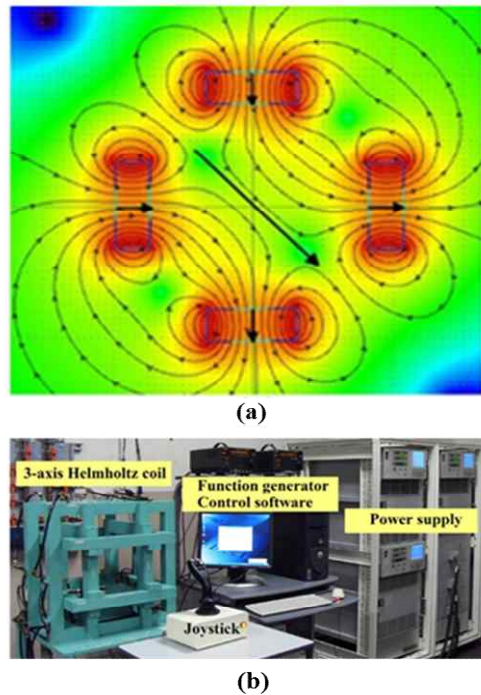 (a)
3-axis Helmholtz coil
Function generator
Control software
Power supply
Joystick
(b)